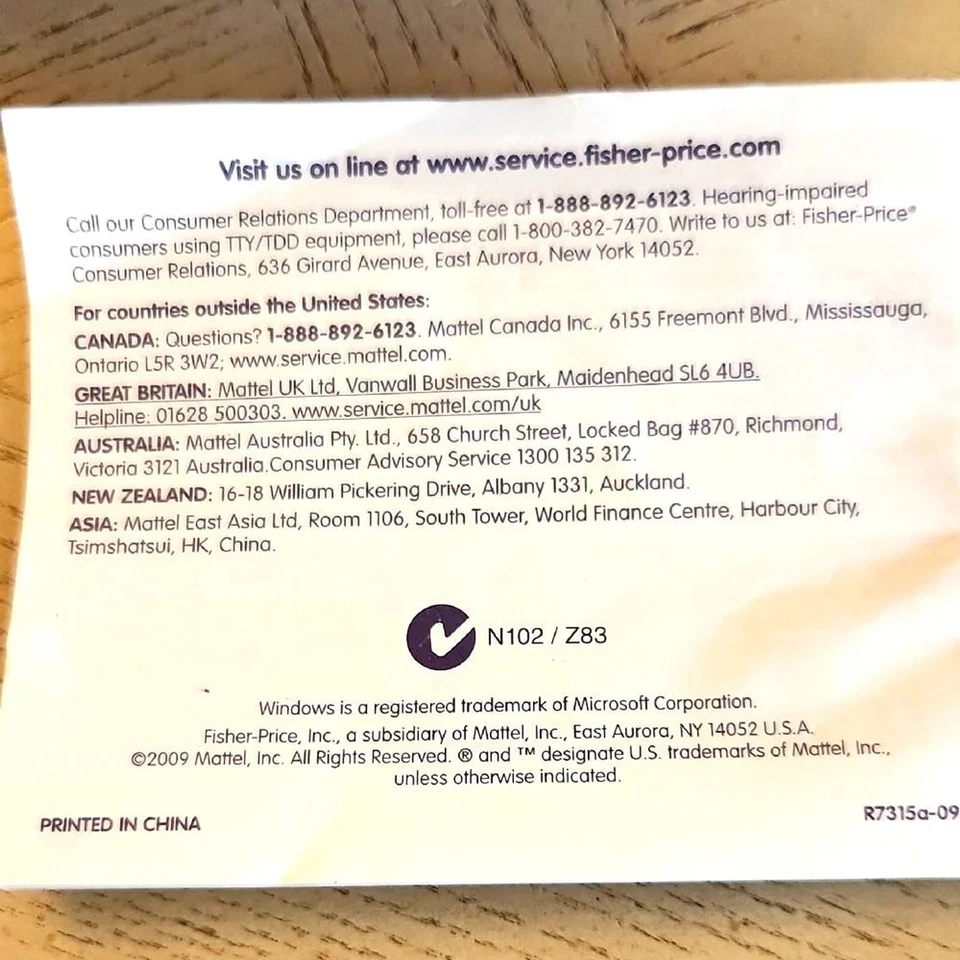 Visit us on line at www.service.fisher-price.com
Call our Consumer Relations Department, toll-free at 1-888-892-6123. Hearing-impaired
consumers using TTY/TDD equipment, please call 1-800-382-7470. Write to us at: Fisher-Price®
Consumer Relations, 636 Girard Avenue, East Aurora, New York 14052.
For countries outside the United States:
CANADA: Questions? 1-888-892-6123. Mattel Canada Inc., 6155 Freemont Blvd., Mississauga,
Ontario L5R 3W2; www.service.mattel.com.
GREAT BRITAIN: Mattel UK Ltd, Vanwall Business Park, Maidenhead SL6 4UB.
Helpline: 01628 500303. www.service.mattel.com/uk
AUSTRALIA: Mattel Australia Pty. Ltd., 658 Church Street, Locked Bag #870, Richmond,
Victoria 3121 Australia.Consumer Advisory Service 1300 135 312.
NEW ZEALAND: 16-18 William Pickering Drive, Albany 1331, Auckland.
ASIA: Mattel East Asia Ltd, Room 1106, South Tower, World Finance Centre, Harbour City,
Tsimshatsui, HK, China.
N102 / Z83
Windows is a registered trademark of Microsoft Corporation.
Fisher-Price, Inc., a subsidiary of Mattel, Inc., East Aurora, NY 14052 U.S.A.
©2009 Mattel, Inc. All Rights Reserved. ® and ™ designate U.S. trademarks of Mattel, Inc.,
unless otherwise indicated.
PRINTED IN CHINA
R7315a-09